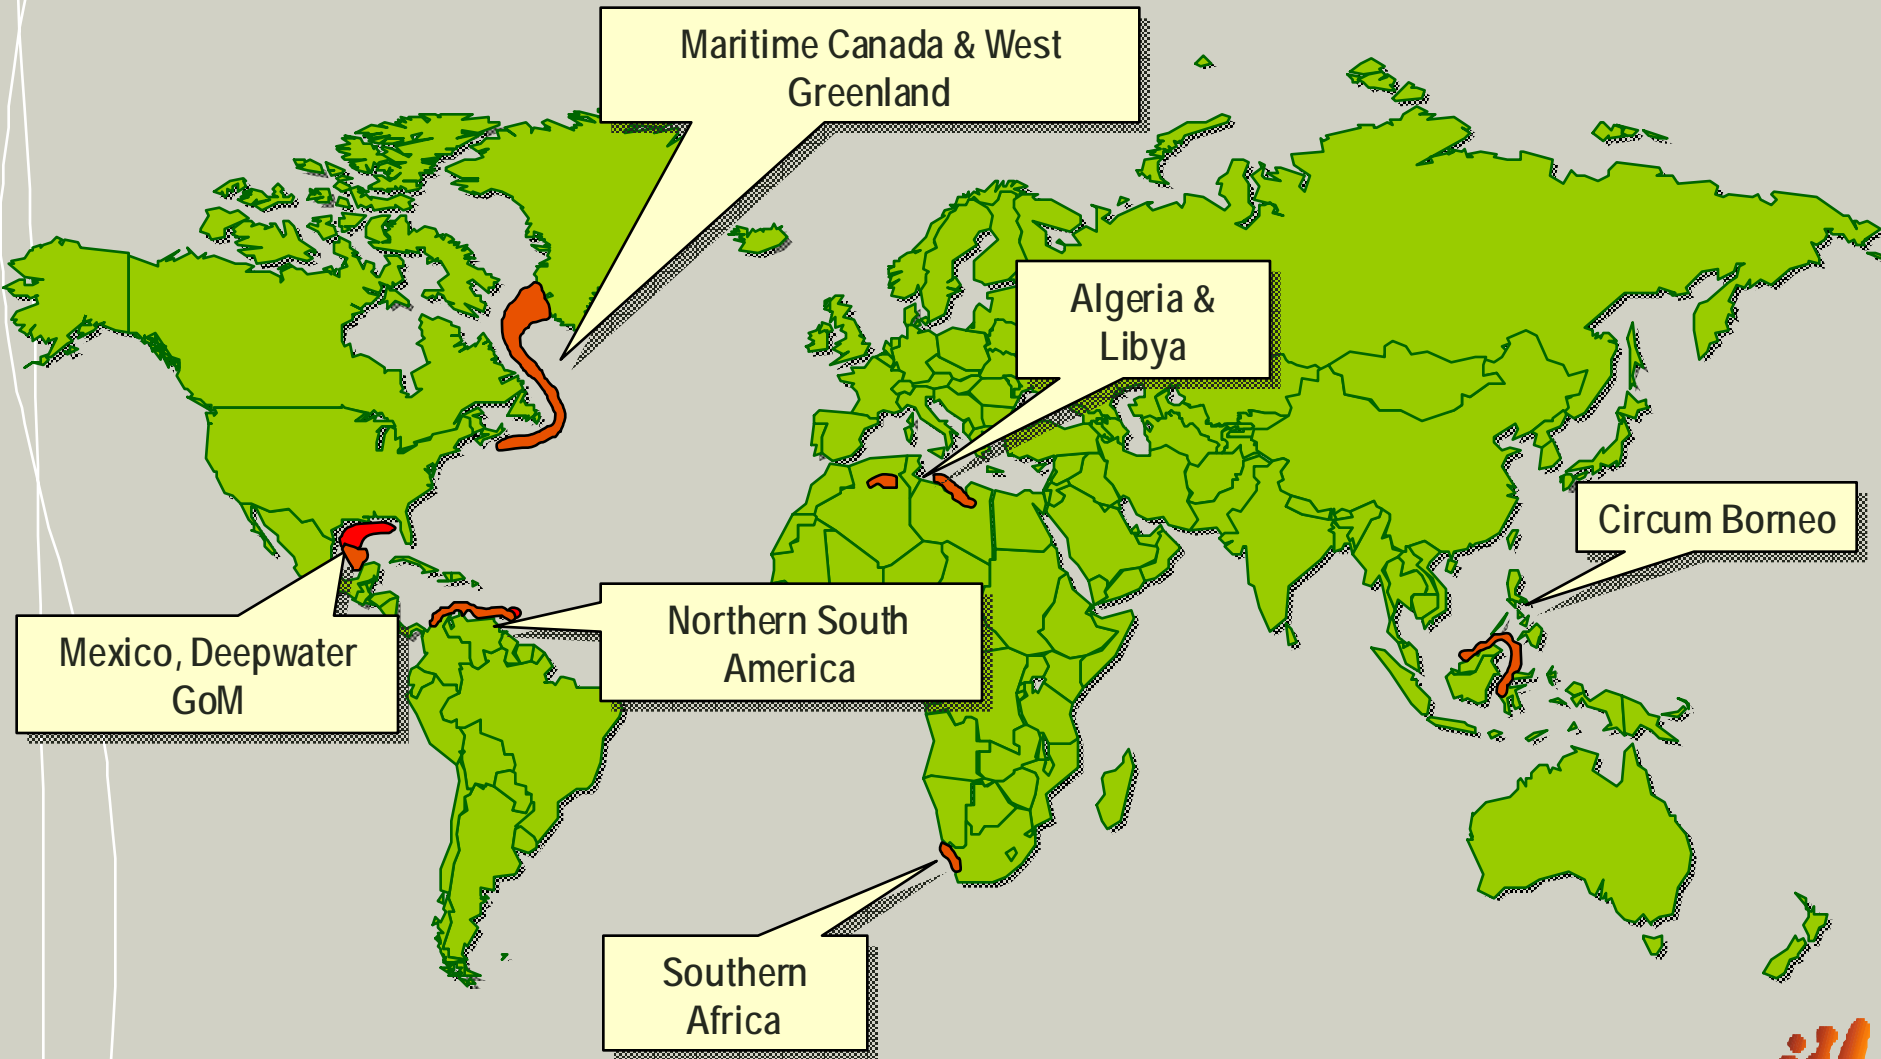 Maritime Canada & West
Greenland
Algeria &
Libya
Circum Borneo
Mexico, Deepwater
GoM
Northern South
America
Southern
Africa